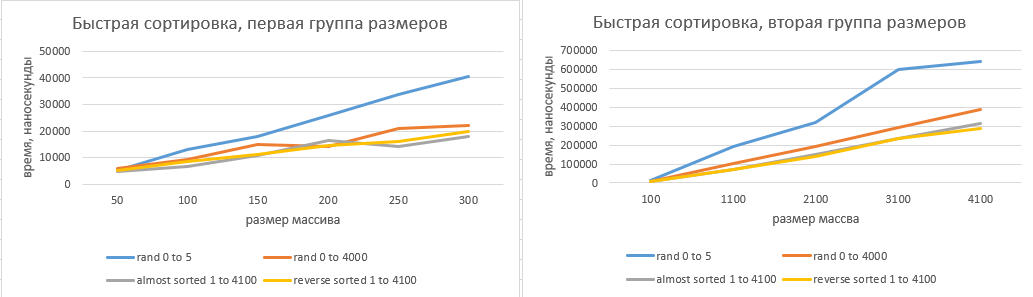 Быстрая сортировка, первая группа размеров
время, наносекунды
50000
40000
30000
20000
10000
0
50 100 150 200 250 300
размер массива
rand 0 to 5 rand 0 to 4000
almost sorted 1 to 4100 reverse sorted 1 to 4100
Быстрая сортировка, вторая группа размеров
время, наносекунды
700000
600000
500000
400000
300000
200000
100000
0
100 1100 2100 3100 4100
размер массва
rand 0 to 5 rand 0 to 4000
almost sorted 1 to 4100 reverse sorted 1 to 4100